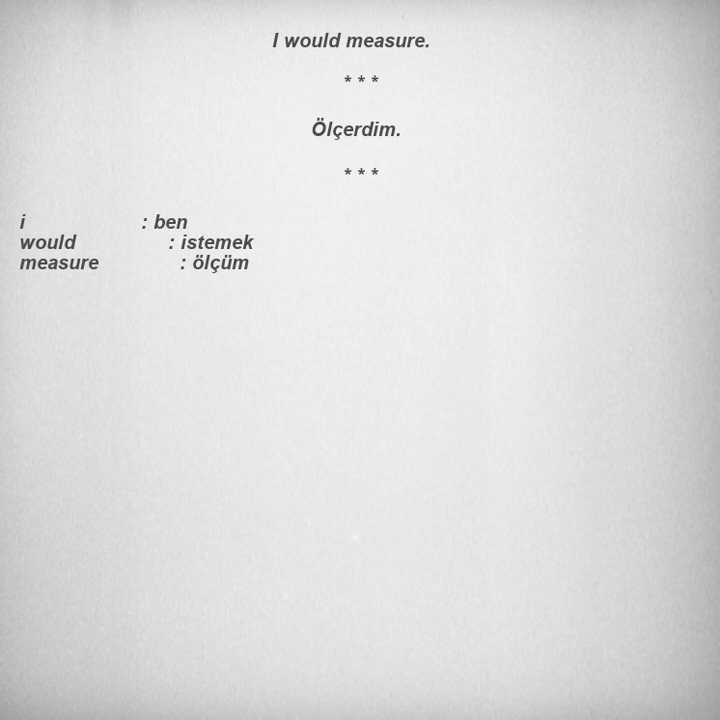 I would measure.
* * *
Ölçerdim.
* * *
i : ben
would : istemek
measure : ölçüm